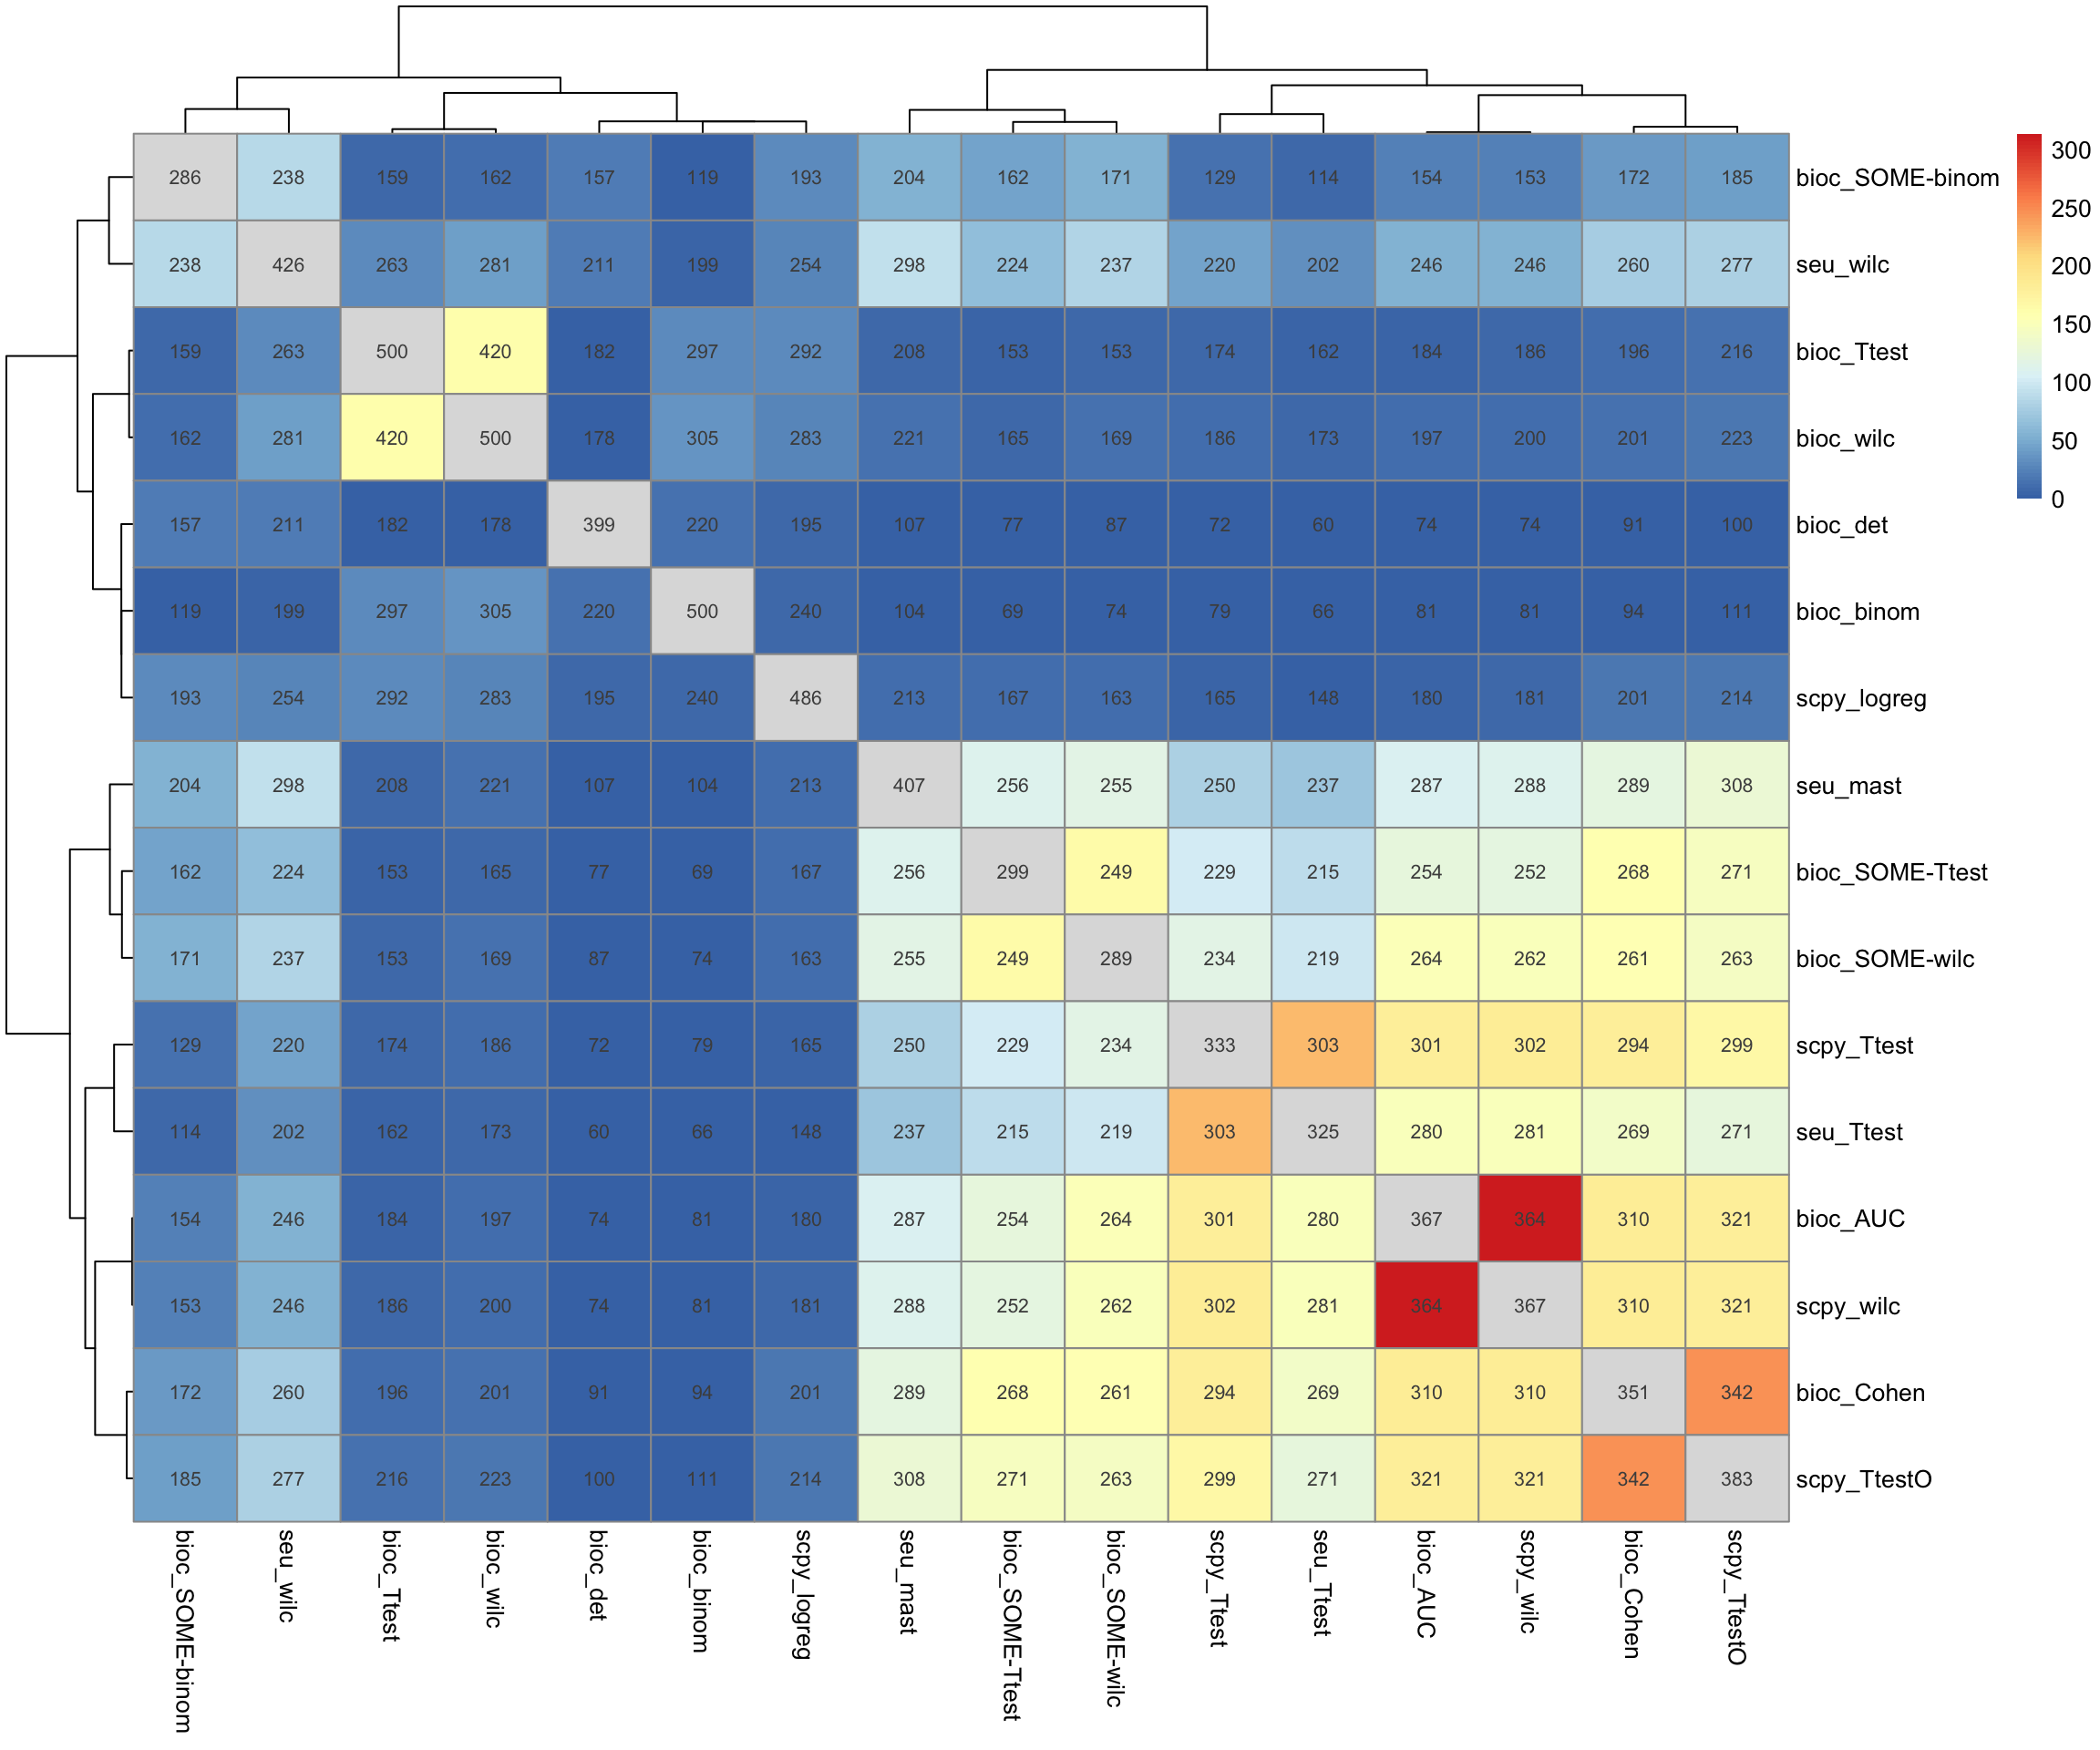 286 238 159 162 157 119 193 204 162 171 129 114 154 153 172 185 bioc_SOME-binom
238 426 263 281 211 199 254 298 224 237 220 202 246 246 260 277 seu_wilc
159 263 500 420 182 297 292 208 153 153 174 162 184 186 196 216 bioc_Ttest
162 281 420 500 178 305 283 221 165 169 186 173 197 200 201 223 bioc_wilc
157 211 182 178 399 220 195 107 77 87 72 60 74 74 91 100 bioc_det
119 199 297 305 220 500 240 104 69 74 79 66 81 81 94 111 bioc_binom
193 254 292 283 195 240 486 213 167 163 165 148 180 181 201 214 scpy_logreg
204 298 208 221 107 104 213 407 256 255 250 237 287 288 289 308 seu_mast
162 224 153 165 77 69 167 256 299 249 229 215 254 252 268 271 bioc_SOME-Ttest
171 237 153 169 87 74 163 255 249 289 234 219 264 262 261 263 bioc_SOME-wilc
129 220 174 186 72 79 165 250 229 234 333 303 301 302 294 299 scpy_Ttest
114 202 162 173 60 66 148 237 215 219 303 325 280 281 269 271 seu_Ttest
154 246 184 197 74 81 180 287 254 264 301 280 367 364 310 321 bioc_AUC
153 246 186 200 74 81 181 288 252 262 302 281 364 367 310 321 scpy_wilc
172 260 196 201 91 94 201 289 268 261 294 269 310 310 351 342 bioc_Cohen
185 277 216 223 100 111 214 308 271 263 299 271 321 321 342 383 scpy_TtestO
bioc_SOME-binom
seu_wilc
bioc_Ttest
bioc_wilc
bioc_det
bioc_binom
scpy_logreg
seu_mast
bioc_SOME-Ttest
bioc_SOME-wilc
scpy_Ttest
seu_Ttest
bioc_AUC
scpy_wilc
bioc_Cohen
scpy_TtestO
300
250
200
150
100
50
0